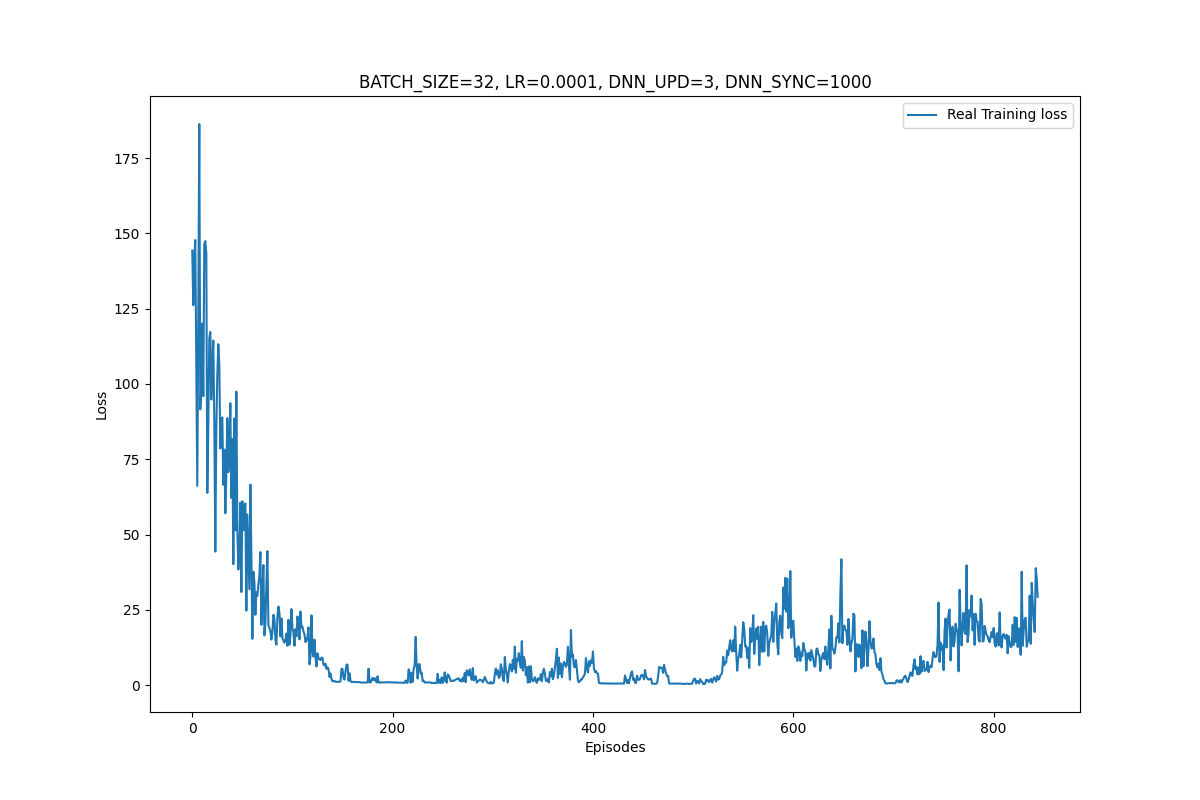 BATCH_SIZE=32, LR=0.0001, DNN_UPD=3, DNN_SYNC=1000
Real Training loss
175
150
125
100
75
50
25
0
Loss
0 200 400 600 800
Episodes